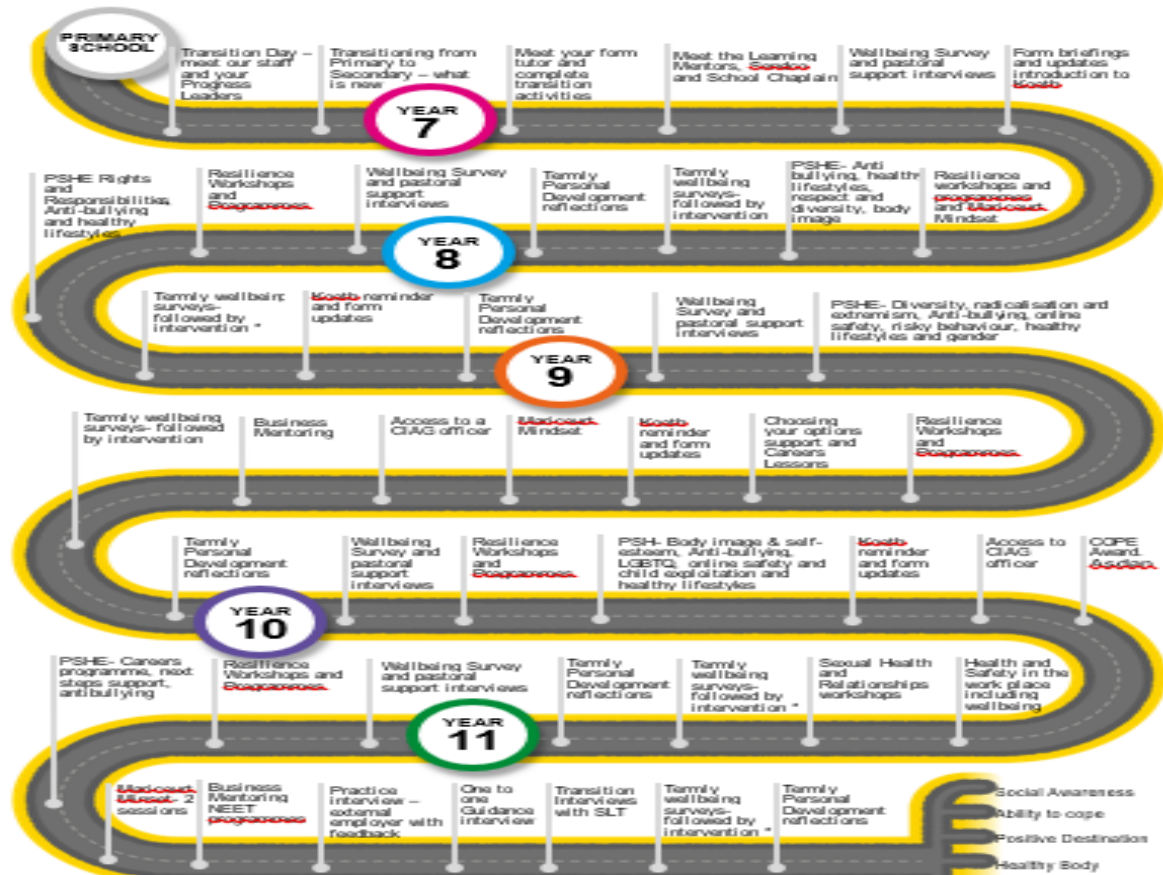 PRIMARY
SCHOOL
Transition Day –
meet our staff
and your
Progress
Leaders
Transitioning from
Primary to
Secondary – what
is new
Meet your form
tutor and
complete
transition
activities
Meet the Learning
Mentors,
and School Chaplain
Wellbeing Survey
and pastoral
support interviews
Form briefings
and updates
introduction to
Kooth
YEAR
7
PSHE Rights
and
Responsibilities,
Anti-bullying
and healthy
lifestyles
Resilience
Workshops
and
Programmes.
Wellbeing Survey
and pastoral
support
interviews
Termly
Personal
Development
reflections
Termly
wellbeing
surveys-
followed by
intervention
PSHE- Anti
bullying, healthy
lifestyles,
respect and
diversity, body
image
Resilience
workshops and
programmes
and
Mindset
YEAR
8
Termly wellbeing
surveys-
followed by
intervention *
Kooth reminder
and form
updates
Termly
Personal
Development
reflections
Wellbeing
Survey and
pastoral support
interviews
PSHE- Diversity, radicalisation and
extremism, Anti-bullying, online
safety, risky behaviour, healthy
lifestyles and gender
YEAR
9
Termly wellbeing
surveys- followed
by intervention
Business
Mentoring
Access to a
CIAG officer
Mindset
Kooth
reminder
and form
updates
Choosing
your options
support and
Careers
Lessons
Resilience
Workshops
and
Programmes.
Termly
Personal
Development
reflections
Wellbeing
Survey and
pastoral
support
interviews
Resilience
Workshops
and
Programmes.
PSH- Body image & self-
esteem, Anti-bullying,
LGBTQ, online safety and
child exploitation and
healthy lifestyles
Kooth
reminder
and form
updates
Access to
CIAG
officer
COPE
Award.
Asdan.
YEAR
10
PSHE- Careers
programme, next
steps support,
antibullying
Resilience
Workshops and
Programmes.
Wellbeing Survey
and pastoral
support interviews
Termly
Personal
Development
reflections
Termly
wellbeing
surveys-
followed by
intervention *
Sexual Health
and
Relationships
workshops
Health and
Safety in the
work place
including
wellbeing
YEAR
11
- 2
sessions
Business
Mentoring
NEET
programmes
Practice
interview –
external
employer with
feedback
One to
one
Guidance
interview
Transition
Interviews
with SLT
Termly
wellbeing
surveys-
followed by
intervention *
Termly
Personal
Development
reflections
Social Awareness
Ability to cope
Positive Destination
Healthy Body